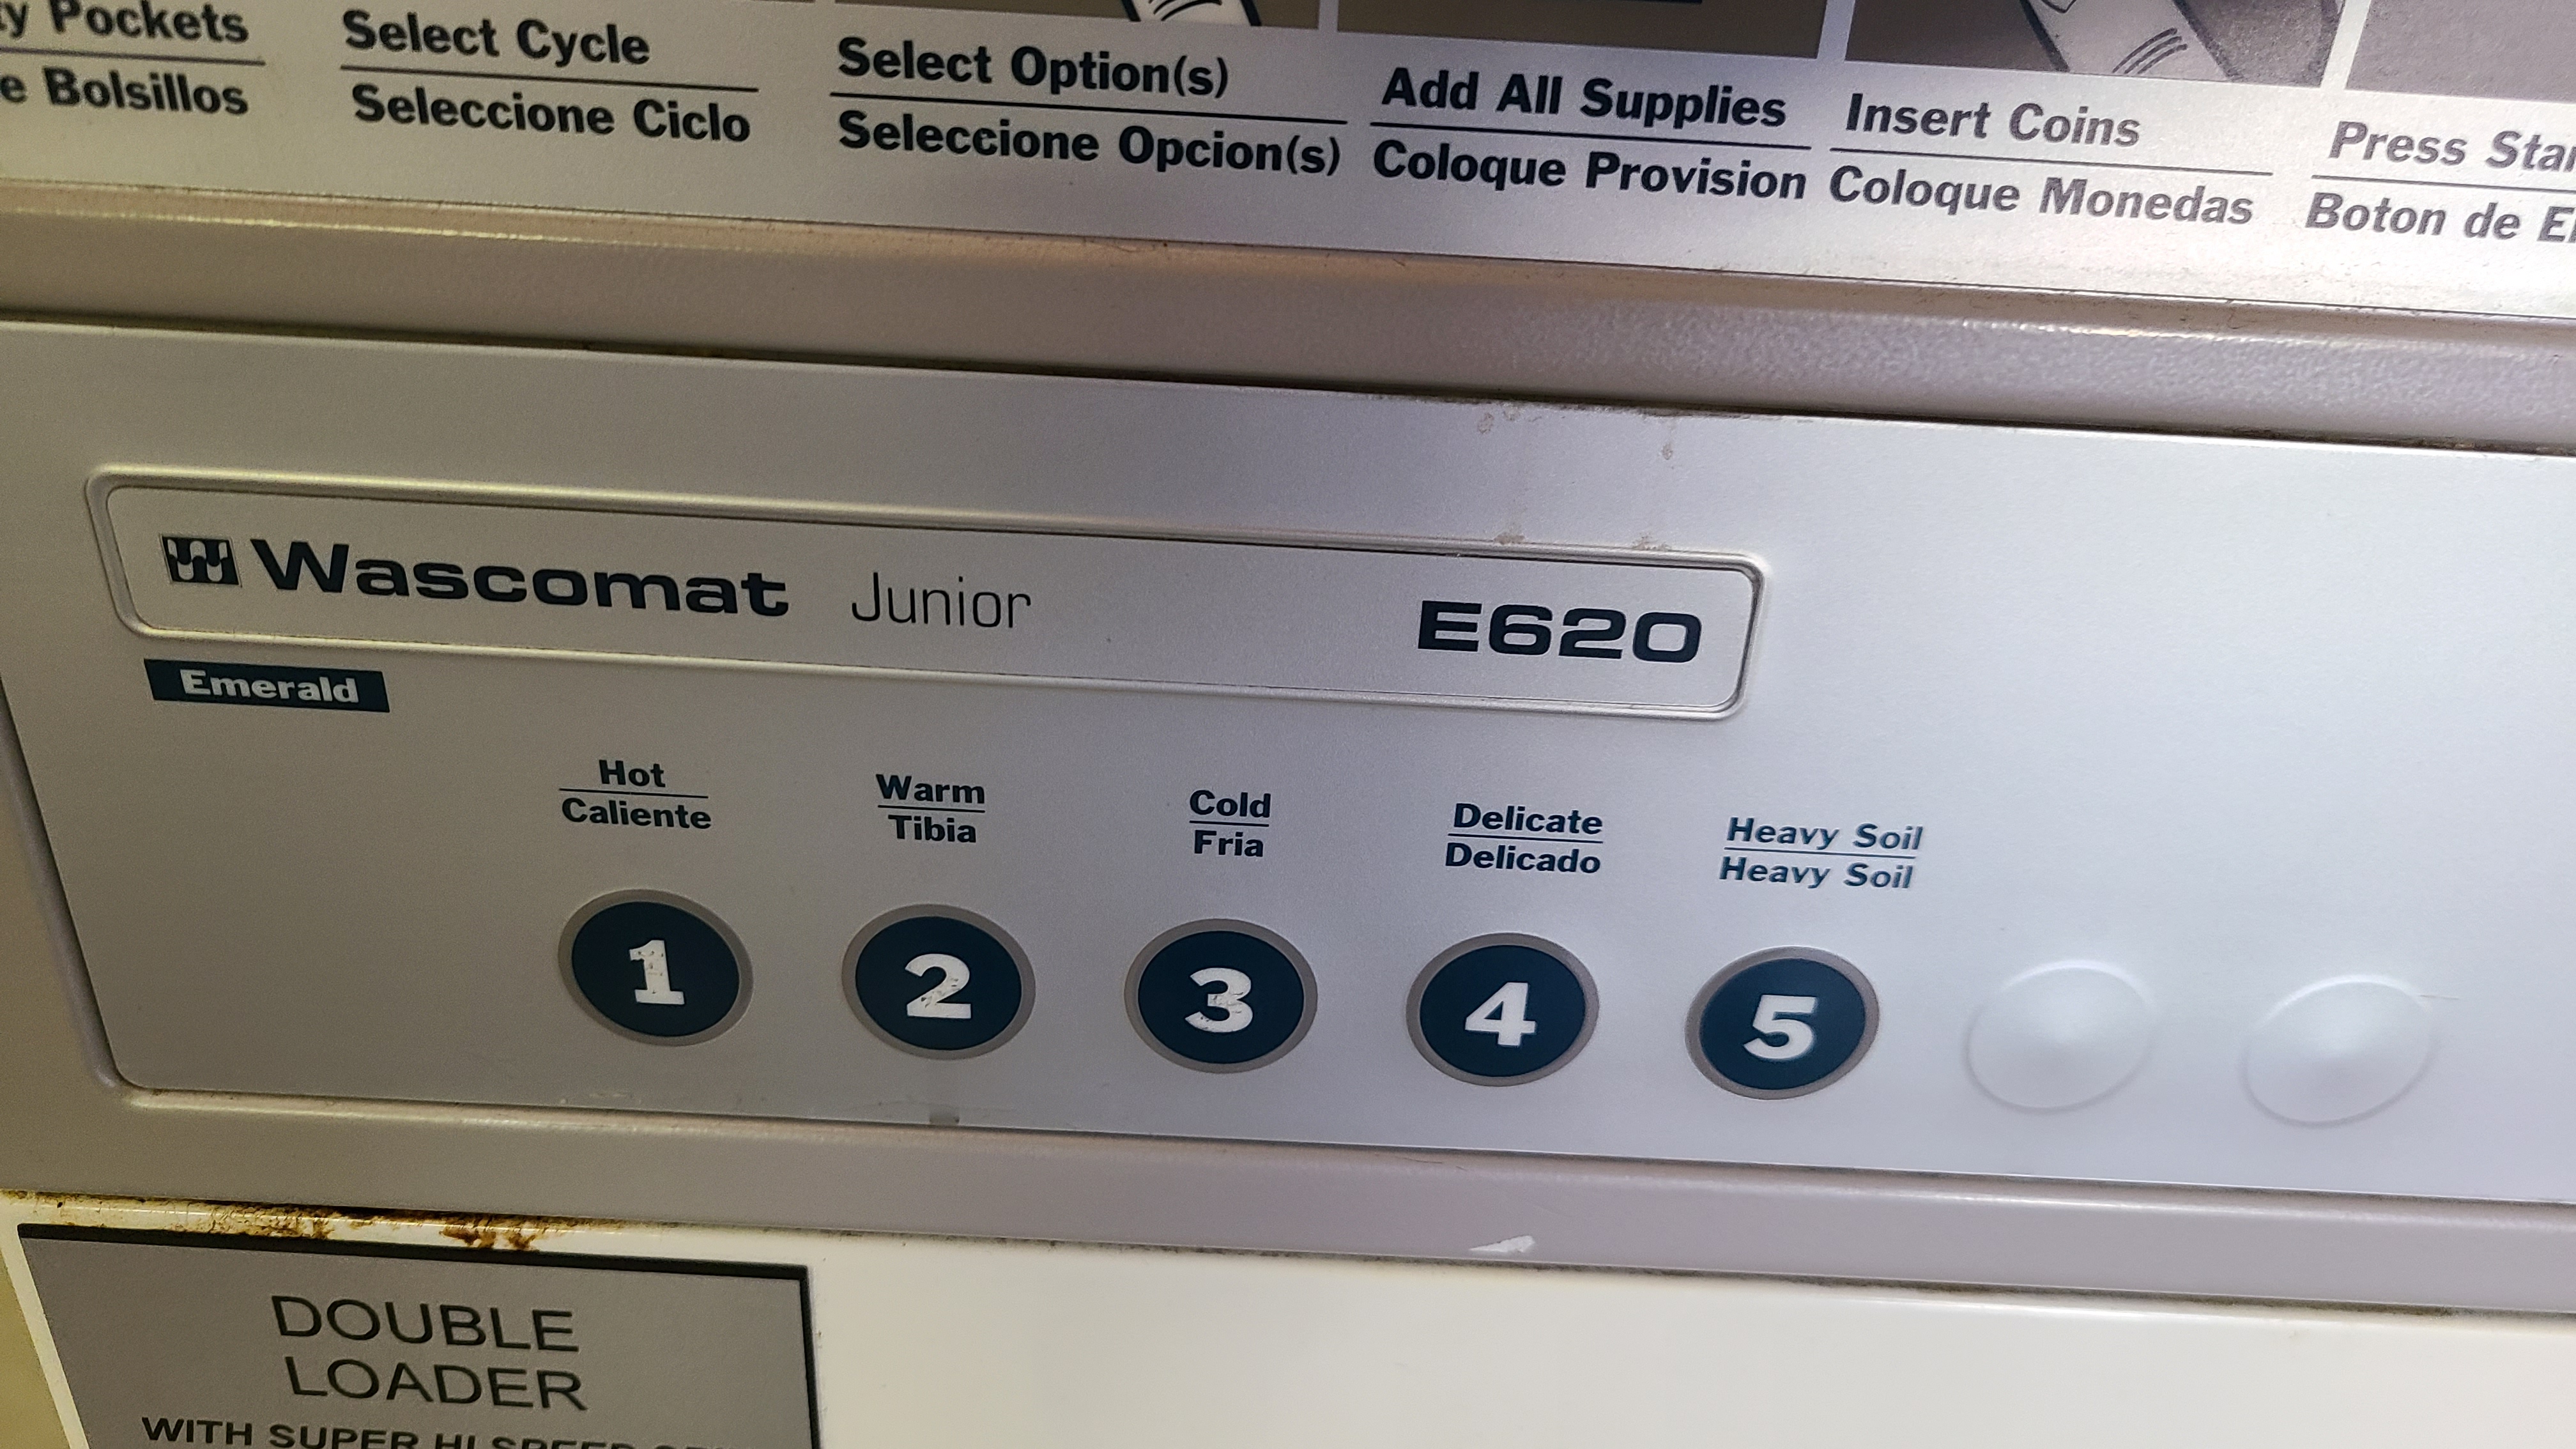 Pockets
Bolsillos
Select Cycle
Seleccione Ciclo
Select Option(s)
Seleccione Opcion(s)
Add All Supplies
Coloque Provision
Insert Coins
Coloque Monedas
Press
Boton de
Wascomat Junior E620
Emerald
Hot
Caliente
Warm
Tibia
Cold
Fria
Delicate
Delicado
Heavy Soil
Heavy Soil
1 2 3 4 5
DOUBLE
LOADER
WITH SUPER HI SPEED